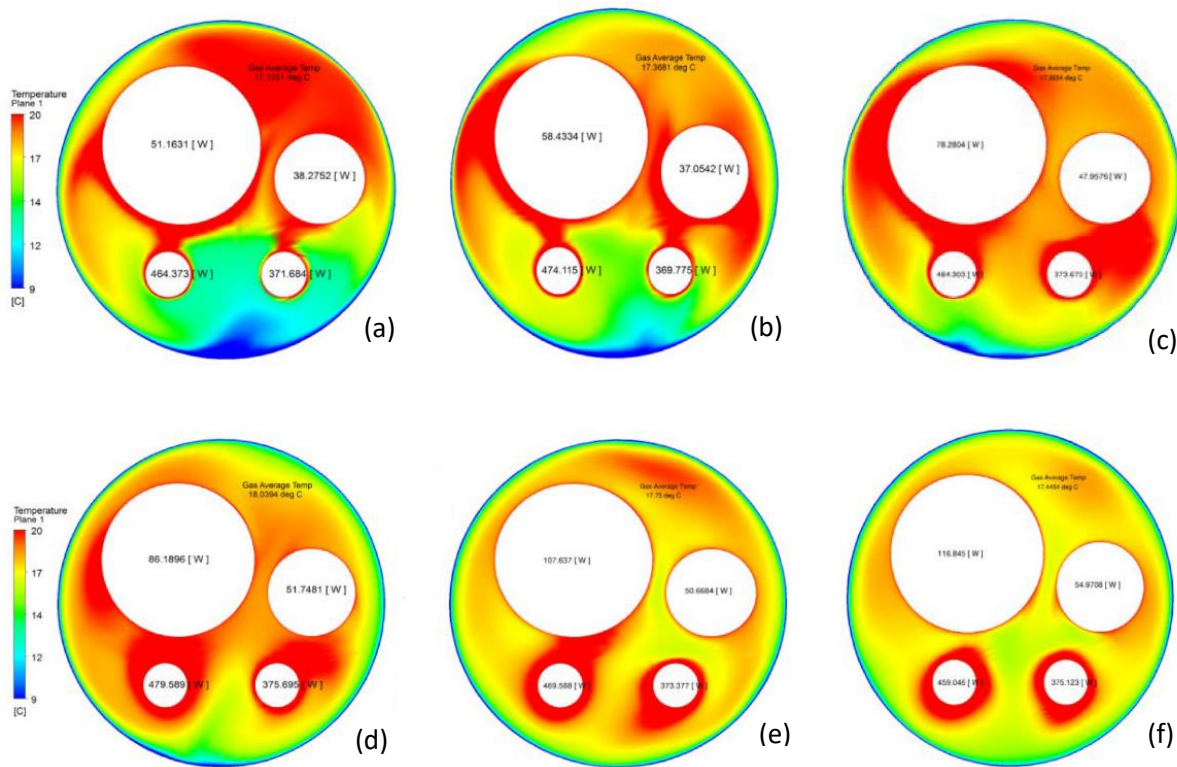 Gas Average Temp
17.1551 deg C
Temperature
Plane 1
20
17
14
12
9
[C]
51.1631 [ W ]
38.2752 [ W ]
464.373 [ W ]
371.684 [ W ]
(a)
Gas Average Temp
17.3681 deg C
58.4334 [ W ]
37.0542 [ W ]
474.115 [ W ]
369.775 [ W ]
(b)
Gas Average Temp
78.2804 [ W ]
47.9576 [ W ]
[ W ]
[ W ]
(c)
Gas Average Temp
18.0394 deg C
Temperature
Plane 1
20
17
14
12
9
[C]
86.1896 [ W ]
51.7481 [ W ]
479.589 [ W ]
375.695 [ W ]
(d)
Gas Average Temp
17.75 deg C
107.637 [ W ]
50.6684 [ W ]
469.588 [ W ]
373.377 [ W ]
(e)
Gas Average Temp
deg C
116.845 [ W ]
54.9708 [ W ]
459.046 [ W ]
375.123 [ W ]
(f)